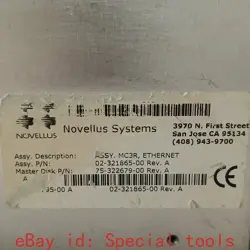 NOVELLUS
Novellus Systems
3970 N. First Street
San Jose CA 95134
(408) 943-9700
Assy. Description: ASSY. MC3R, ETHERNET
Assy. P/N: 02-321865-00 Rev. A
Master Disk P/N: 75-322679-00 Rev. A
A
02-321865-00 Rev. A
eBay id: Special tools